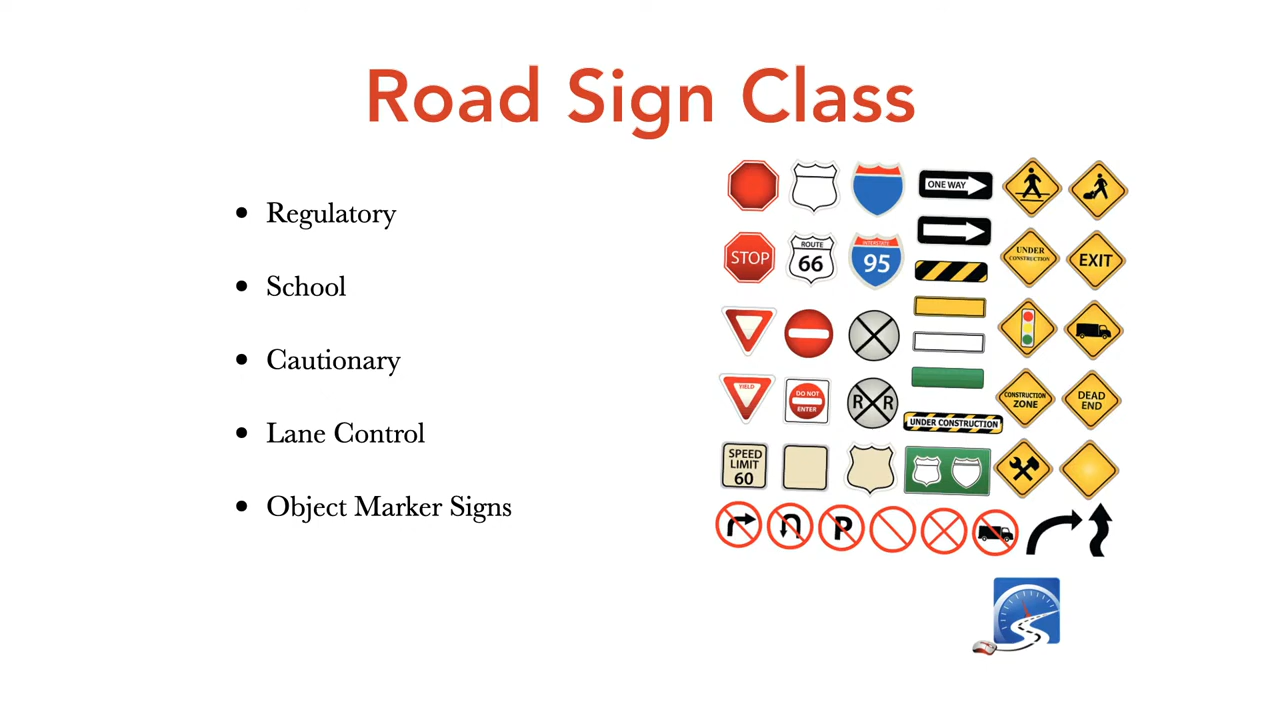 Road Sign Class
• Regulatory
• School
• Cautionary
• Lane Control
• Object Marker Signs
ONE WAY
STOP
ROUTE
66
INTERSTATE
95
UNDER
CONSTRUCTION
EXIT
YIELD
DO NOT
ENTER
R R
UNDER CONSTRUCTION
CONSTRUCTION
ZONE
DEAD
END
SPEED
LIMIT
60
P